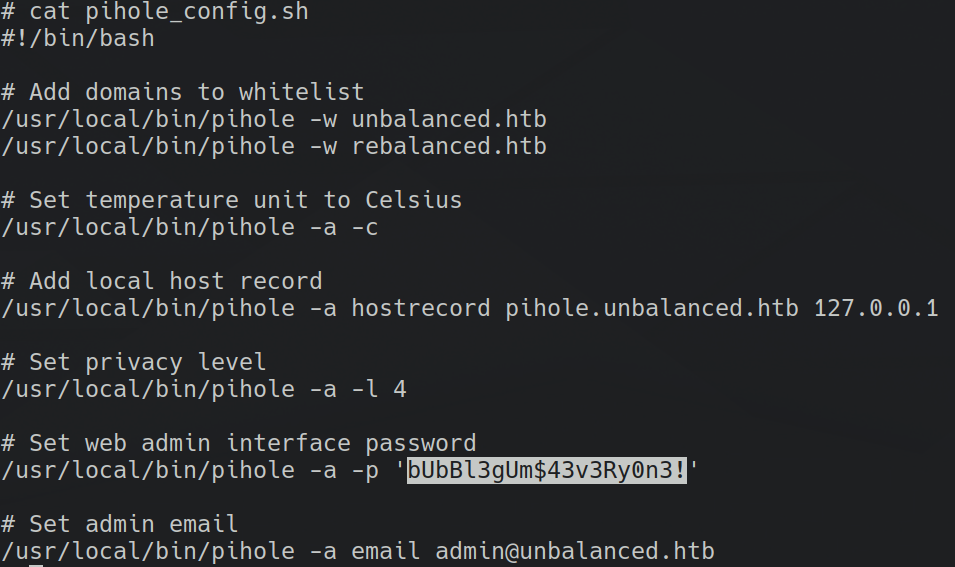 # cat pihole_config.sh
#!/bin/bash
# Add domains to whitelist
/usr/local/bin/pihole -w unbalanced.htb
/usr/local/bin/pihole -w rebalanced.htb
# Set temperature unit to Celsius
/usr/local/bin/pihole -a -c
# Add local host record
/usr/local/bin/pihole -a hostrecord pihole.unbalanced.htb 127.0.0.1
# Set privacy level
/usr/local/bin/pihole -a -l 4
# Set web admin interface password
/usr/local/bin/pihole -a -p 'bUbBl3gUm$43v3Ry0n3!'
# Set admin email
/usr/local/bin/pihole -a email admin@unbalanced.htb